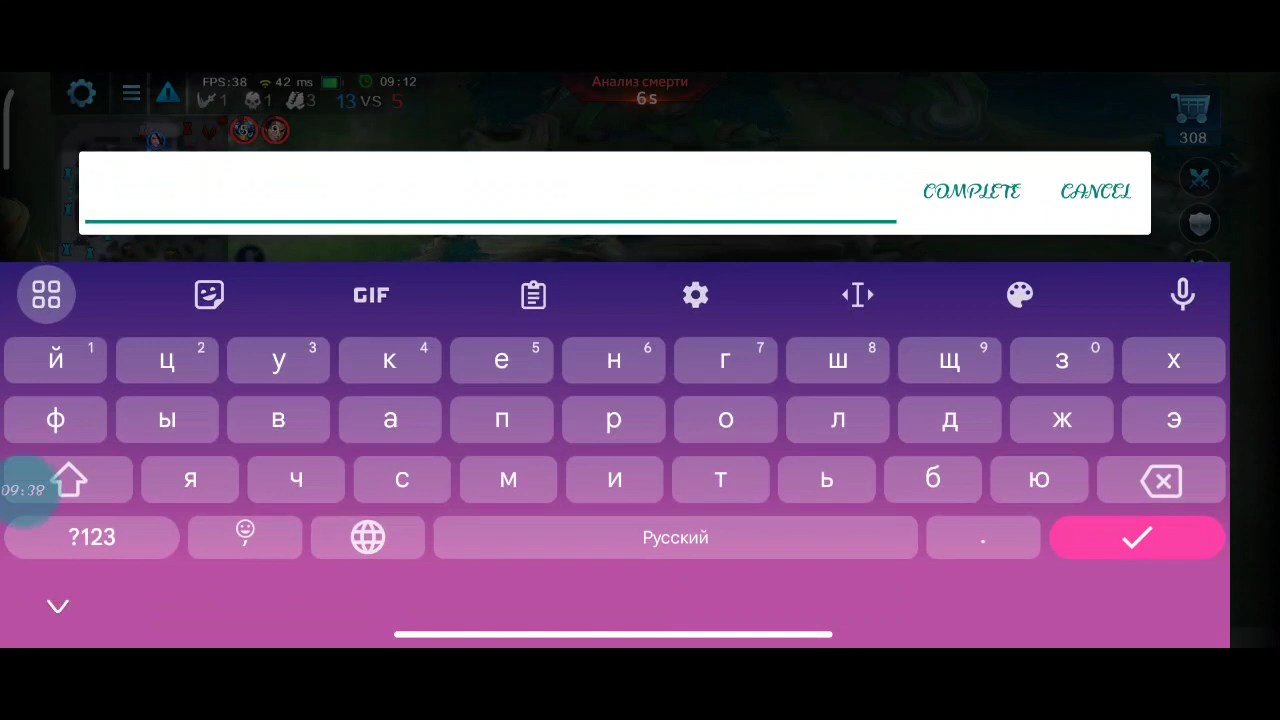 FPS:38 42 ms 09:12
1 1 3 13 VS 5
Анализ смерти
6s
308
COMPLETE CANCEL
GIF
й 1 ц 2 у 3 к 4 е 5 н 6 г 7 ш 8 щ 9 з 0 х
ф ы в а п р о л д ж э
я ч с м и т ь б ю
09:38
?123 , Русский .